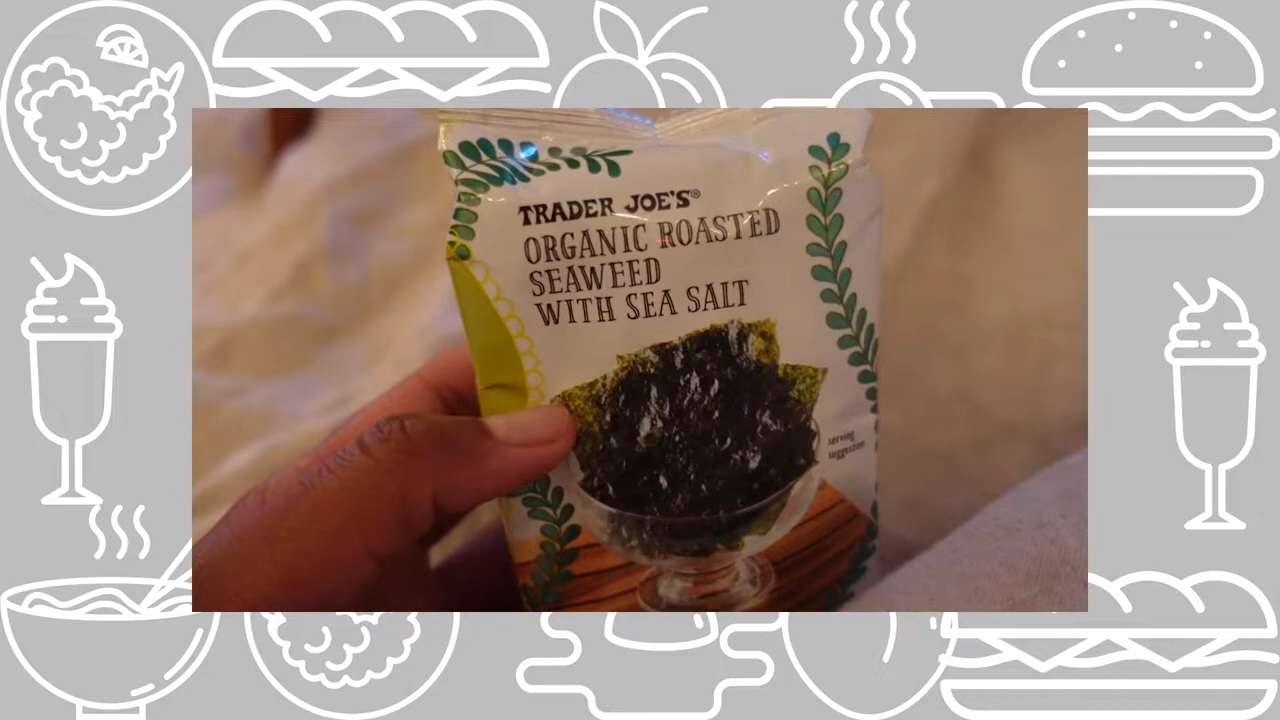 TRADER JOE'S®
ORGANIC ROASTED
SEAWEED
WITH SEA SALT
serving
suggestion